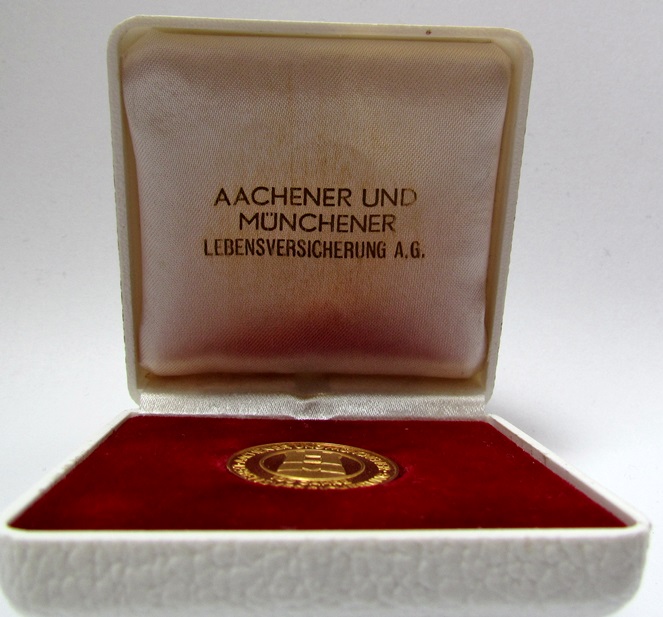 AACHENER UND
MÜNCHENER
LEBENSVERSICHERUNG A.G.